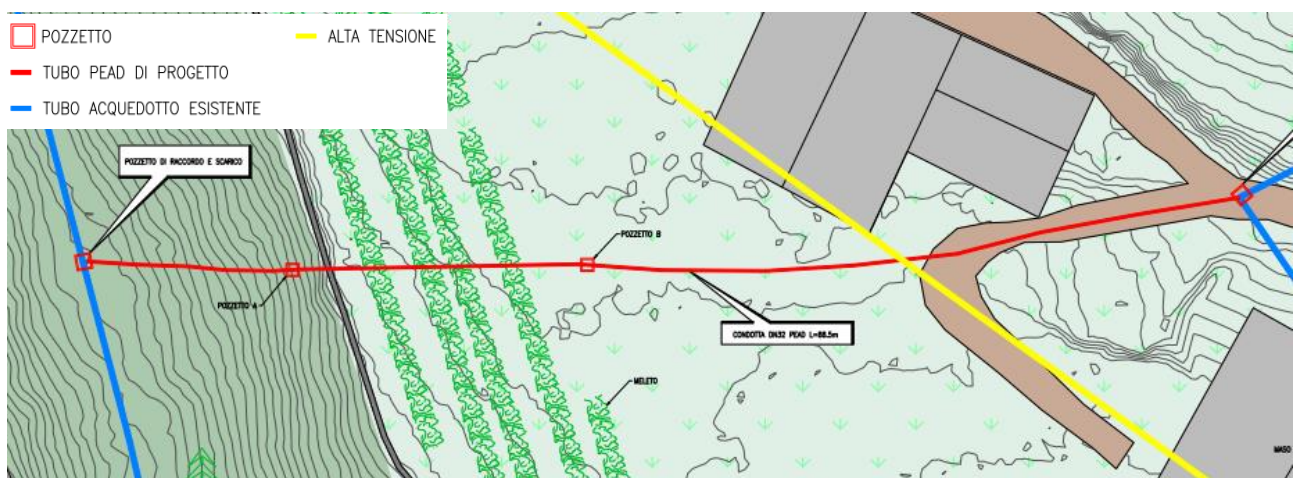 POZZETTO
ALTA TENSIONE
TUBO PEAD DI PROGETTO
TUBO ACQUEDOTTO ESISTENTE
POZZETTO DI RACCORDO E SCARICO
POZZETTO B
POZZETTO A
CONDOTTA DN32 PEAD L=88.5m
MELETO
MASO